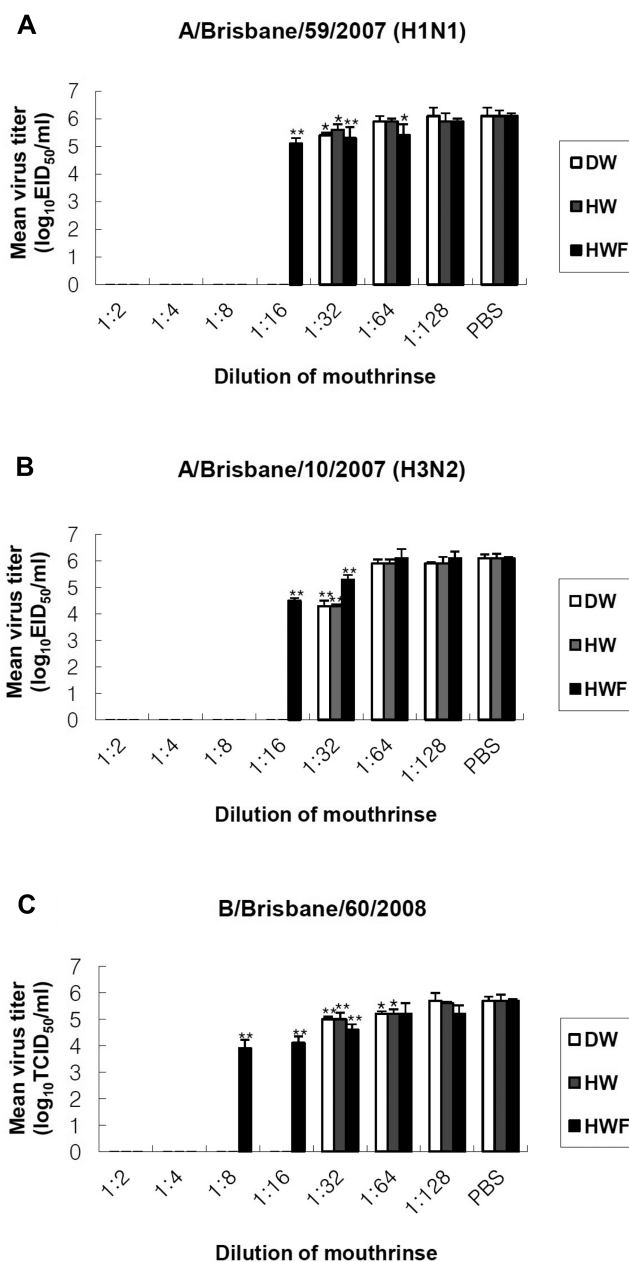 A
A/Brisbane/59/2007 (H1N1)
Mean virus titer
(log10EID50/ml)
7
6
5
4
3
2
1
0
** * * ** *
1:2 1:4 1:8 1:16 1:32 1:64 1:128 PBS
Dilution of mouthrinse
DW
HW
HWF
B
A/Brisbane/10/2007 (H3N2)
Mean virus titer
(log10EID50/ml)
7
6
5
4
3
2
1
0
** ** ** **
1:2 1:4 1:8 1:16 1:32 1:64 1:128 PBS
Dilution of mouthrinse
DW
HW
HWF
C
B/Brisbane/60/2008
Mean virus titer
(log10TCID50/ml)
7
6
5
4
3
2
1
0
** ** ** ** ** * *
1:2 1:4 1:8 1:16 1:32 1:64 1:128 PBS
Dilution of mouthrinse
DW
HW
HWF